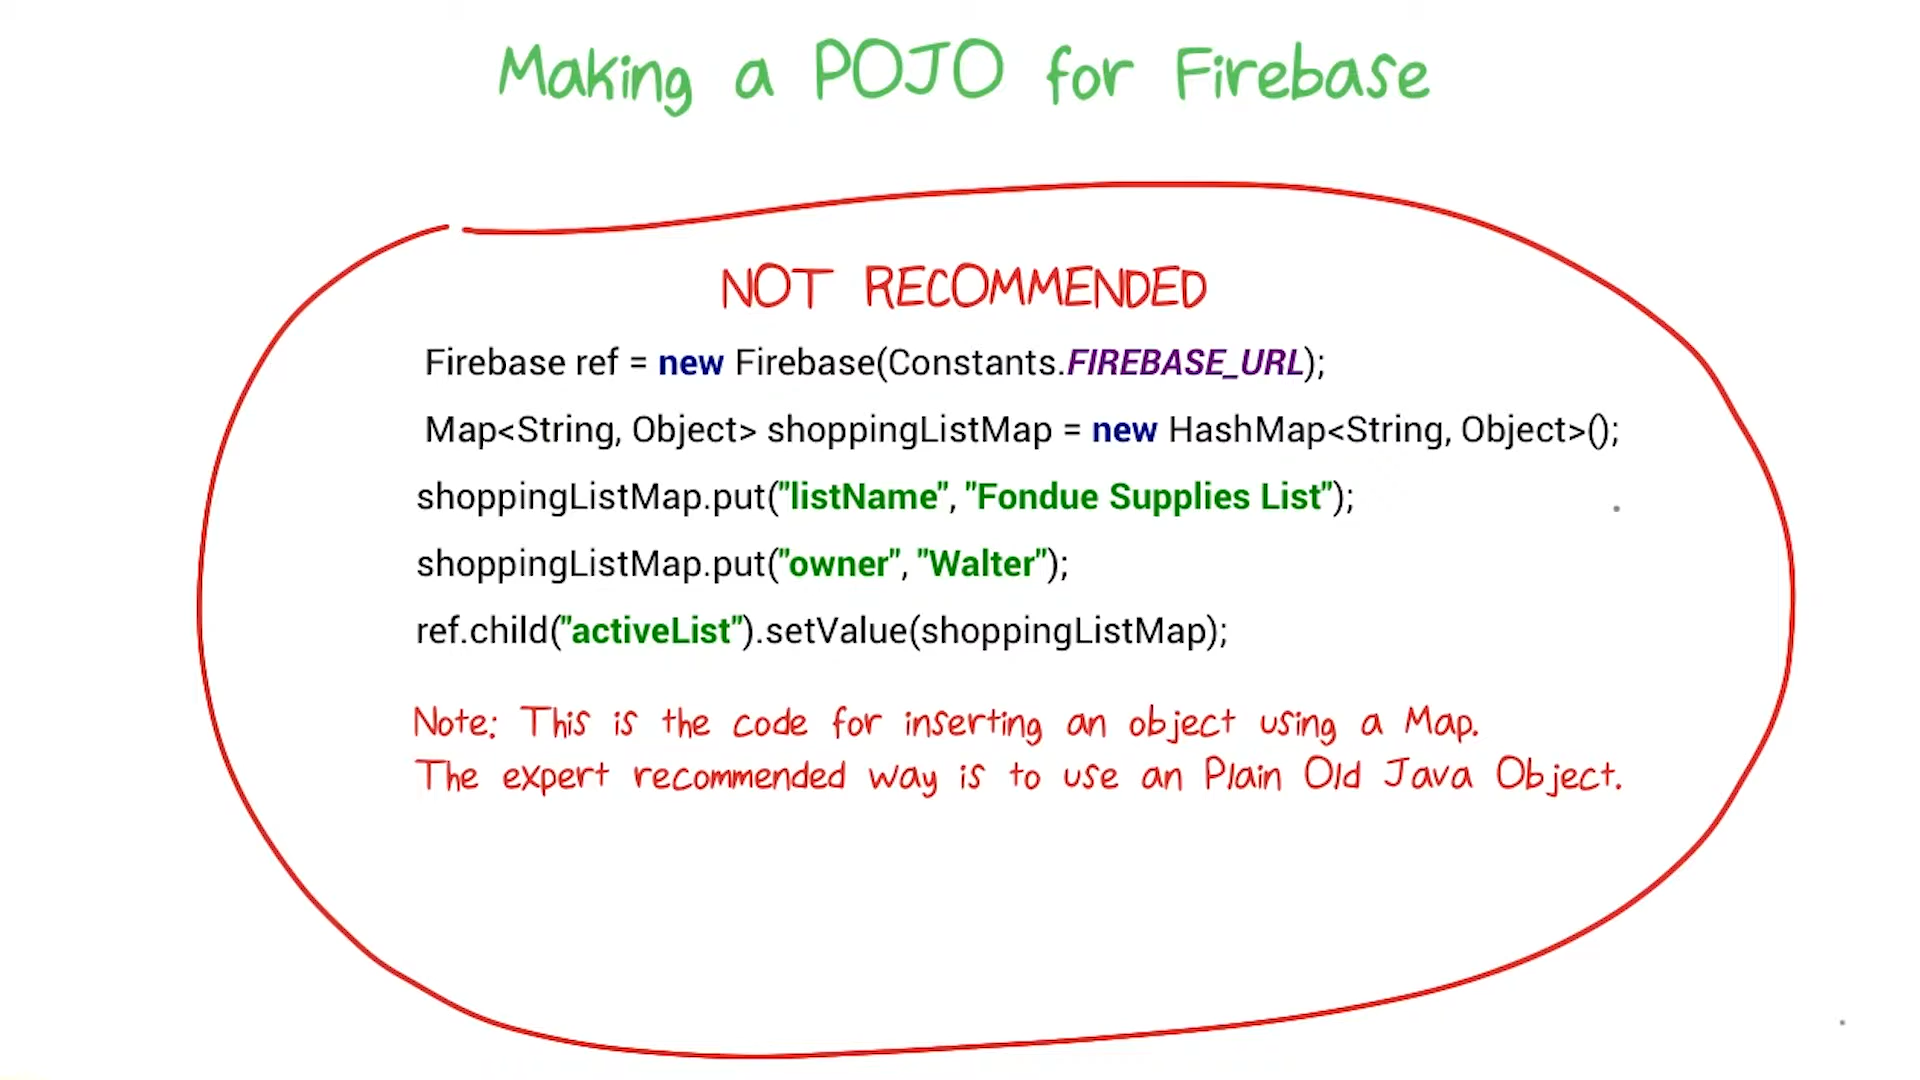 Making a POJO for Firebase
NOT RECOMMENDED
Firebase ref = new Firebase(Constants.FIREBASE_URL);
Map<String, Object> shoppingListMap = new HashMap<String, Object>();
shoppingListMap.put("listName", "Fondue Supplies List");
shoppingListMap.put("owner", "Walter");
ref.child("activeList").setValue(shoppingListMap);
Note: This is the code for inserting an object using a Map.
The expert recommended way is to use an Plain Old Java Object.